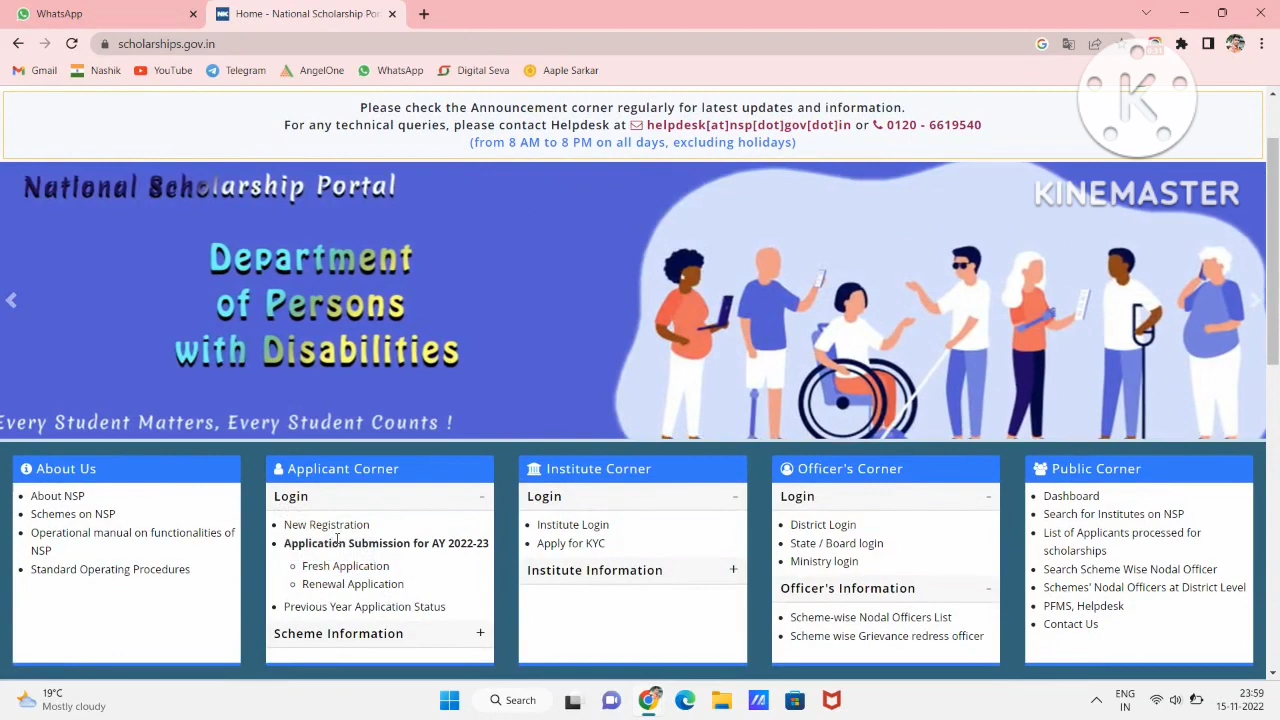 WhatsApp
Home - National Scholarship Por
scholarships.gov.in
Gmail Nashik YouTube Telegram AngelOne WhatsApp Digital Seva Aaple Sarkar
Please check the Announcement corner regularly for latest updates and information.
For any technical queries, please contact Helpdesk at helpdesk[at]nsp[dot]gov[dot]in or 0120 - 6619540
(from 8 AM to 8 PM on all days, excluding holidays)
K
National Scholarship Portal
KINEMASTER
Department
of Persons
with Disabilities
Every Student Matters, Every Student Counts !
About Us
About NSP
Schemes on NSP
Operational manual on functionalities of
NSP
Standard Operating Procedures
Applicant Corner
Login -
New Registration
Application Submission for AY 2022-23
Fresh Application
Renewal Application
Previous Year Application Status
Scheme Information +
Institute Corner
Login -
Institute Login
Apply for KYC
Institute Information +
Officer's Corner
Login -
District Login
State / Board login
Ministry login
Officer's Information -
Scheme-wise Nodal Officers List
Scheme wise Grievance redress officer
Public Corner
Dashboard
Search for Institutes on NSP
List of Applicants processed for
scholarships
Search Scheme Wise Nodal Officer
Schemes' Nodal Officers at District Level
PFMS, Helpdesk
Contact Us
19°C
Mostly cloudy
Search
ENG
IN
23:59
15-11-2022